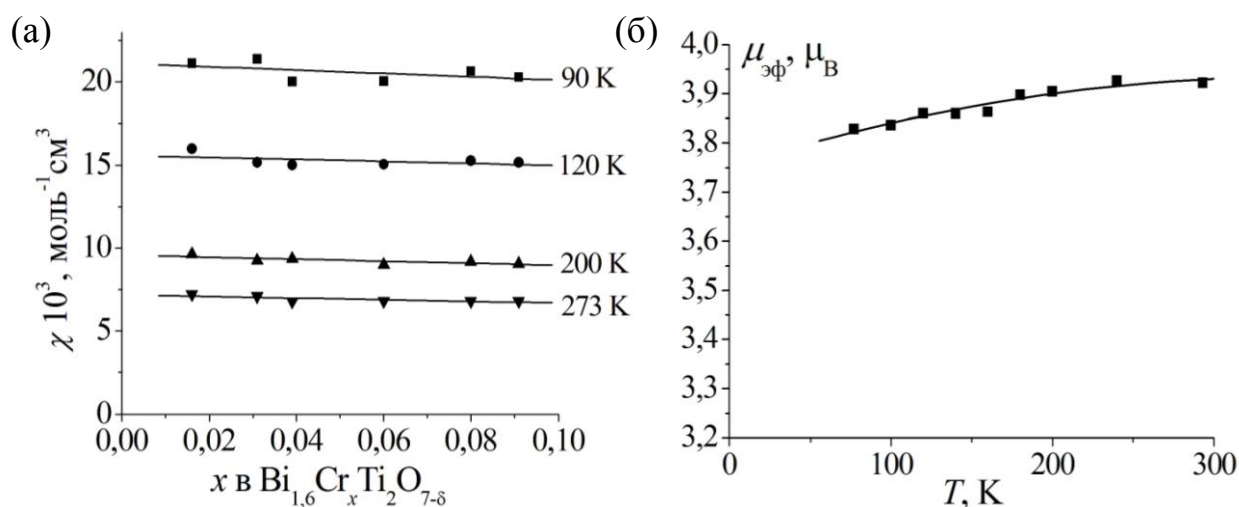 (а)
χ 10³, моль⁻¹см³
20
15
10
5
0
90 K
120 K
200 K
273 K
0,00 0,02 0,04 0,06 0,08 0,10
x в Bi₁,₆CrₓTi₂O₇₋δ
(б)
μэф, μB
4,0
3,9
3,8
3,7
3,6
3,5
3,4
3,3
3,2
0 100 200 300
T, K